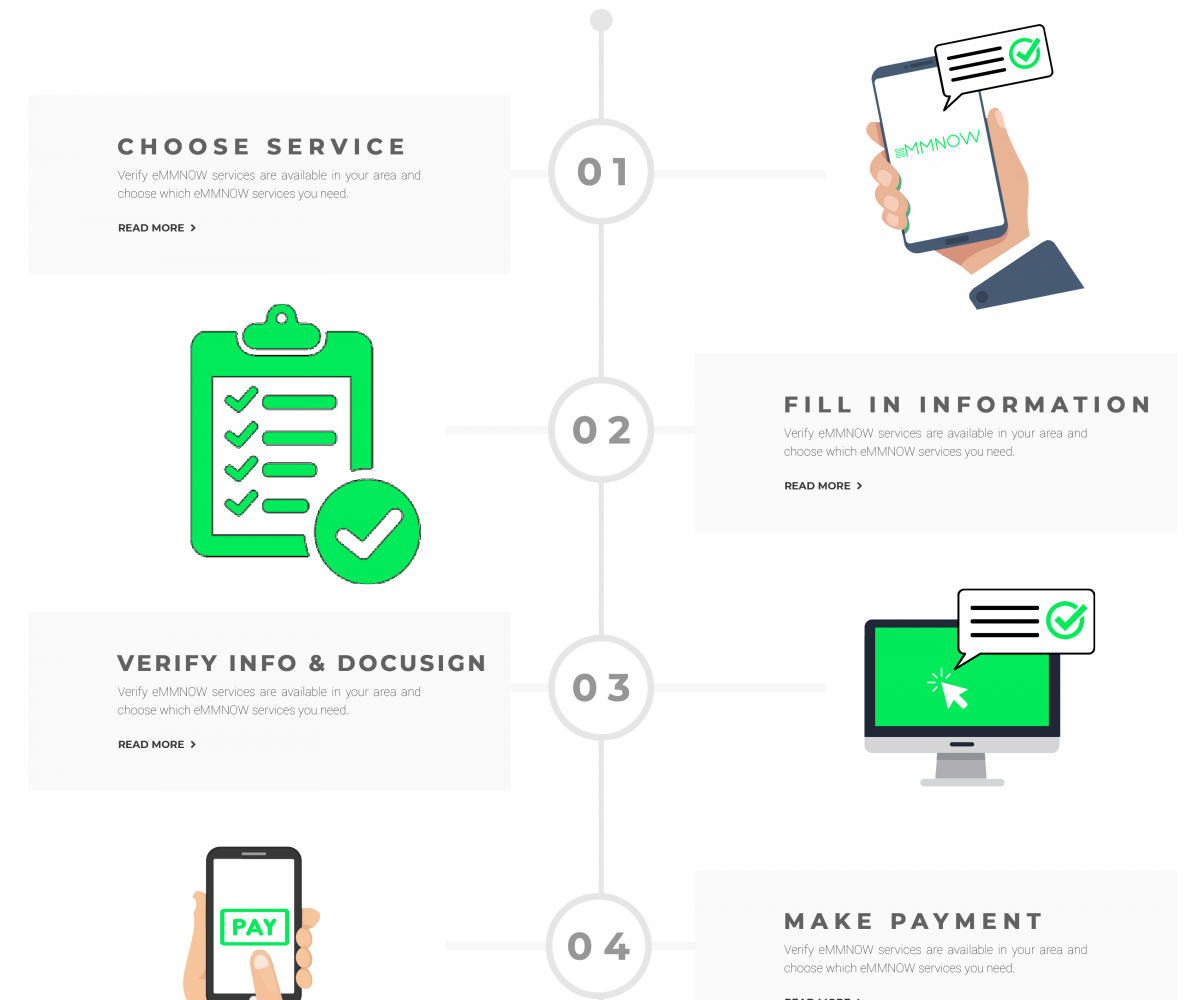 CHOOSE SERVICE
Verify eMMNOW services are available in your area and
choose which eMMNOW services you need.
READ MORE
01
eMMNOW
02
FILL IN INFORMATION
Verify eMMNOW services are available in your area and
choose which eMMNOW services you need.
READ MORE
VERIFY INFO & DOCUSIGN
Verify eMMNOW services are available in your area and
choose which eMMNOW services you need.
READ MORE
03
PAY
04
MAKE PAYMENT
Verify eMMNOW services are available in your area and
choose which eMMNOW services you need.